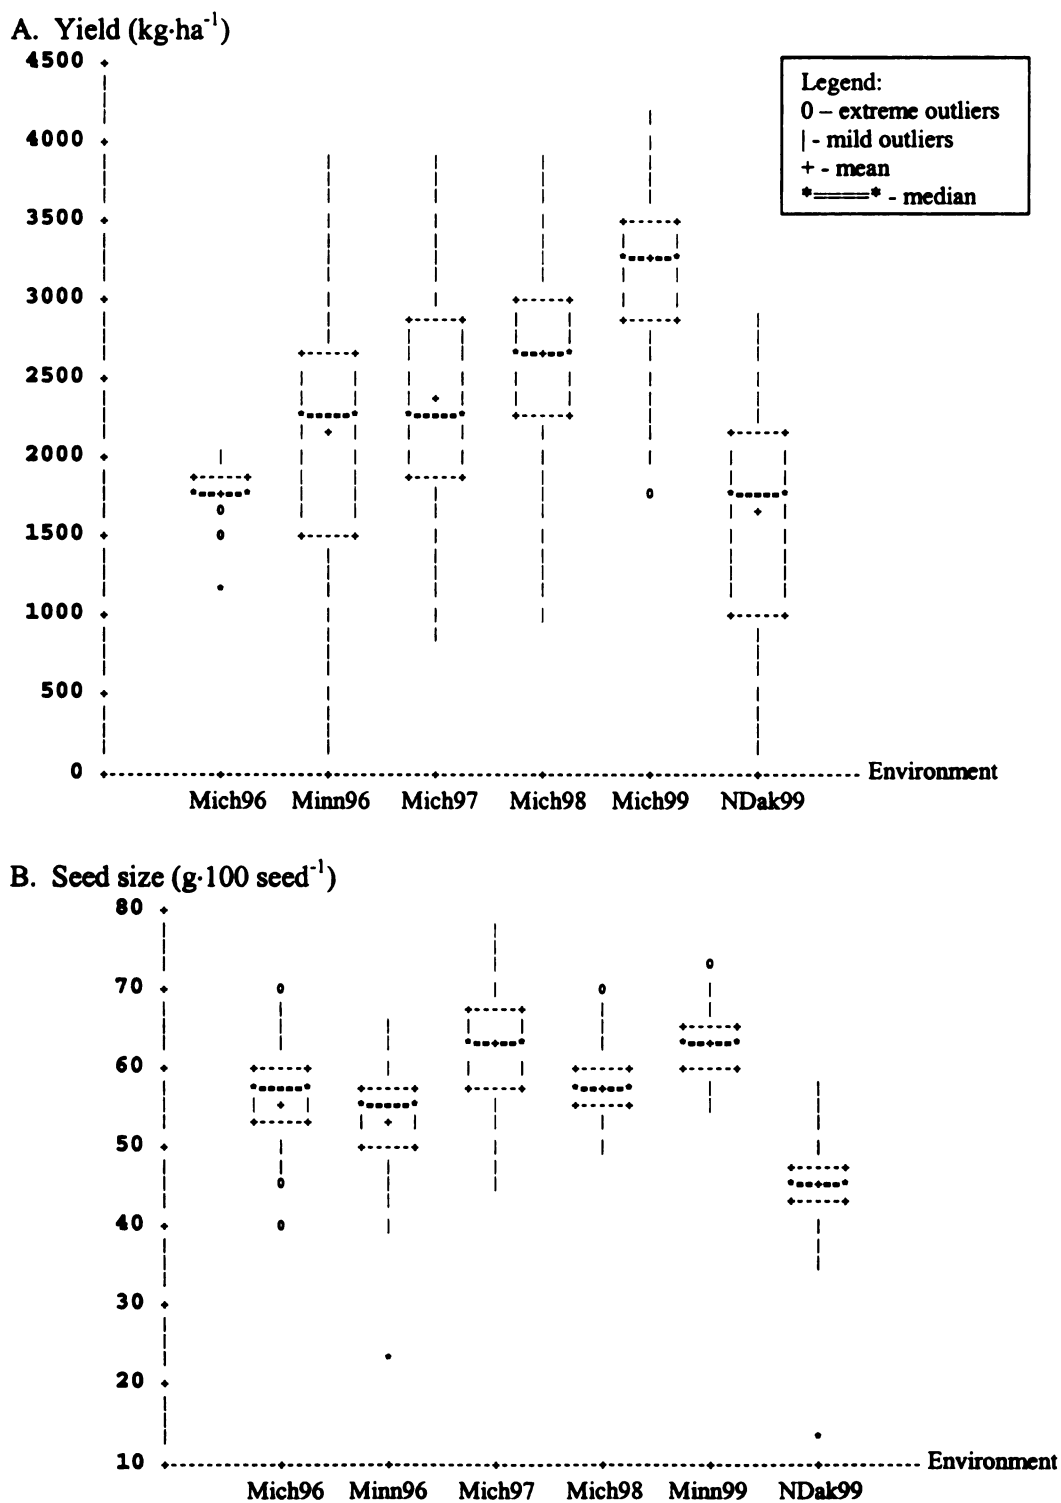 A. Yield (kg·ha⁻¹)
4500
4000
3500
3000
2500
2000
1500
1000
500
0
Legend:
0 – extreme outliers
| - mild outliers
+ - mean
*====* - median
Environment
Mich96 Minn96 Mich97 Mich98 Mich99 NDak99
B. Seed size (g·100 seed⁻¹)
80
70
60
50
40
30
20
10
Environment
Mich96 Minn96 Mich97 Mich98 Minn99 NDak99